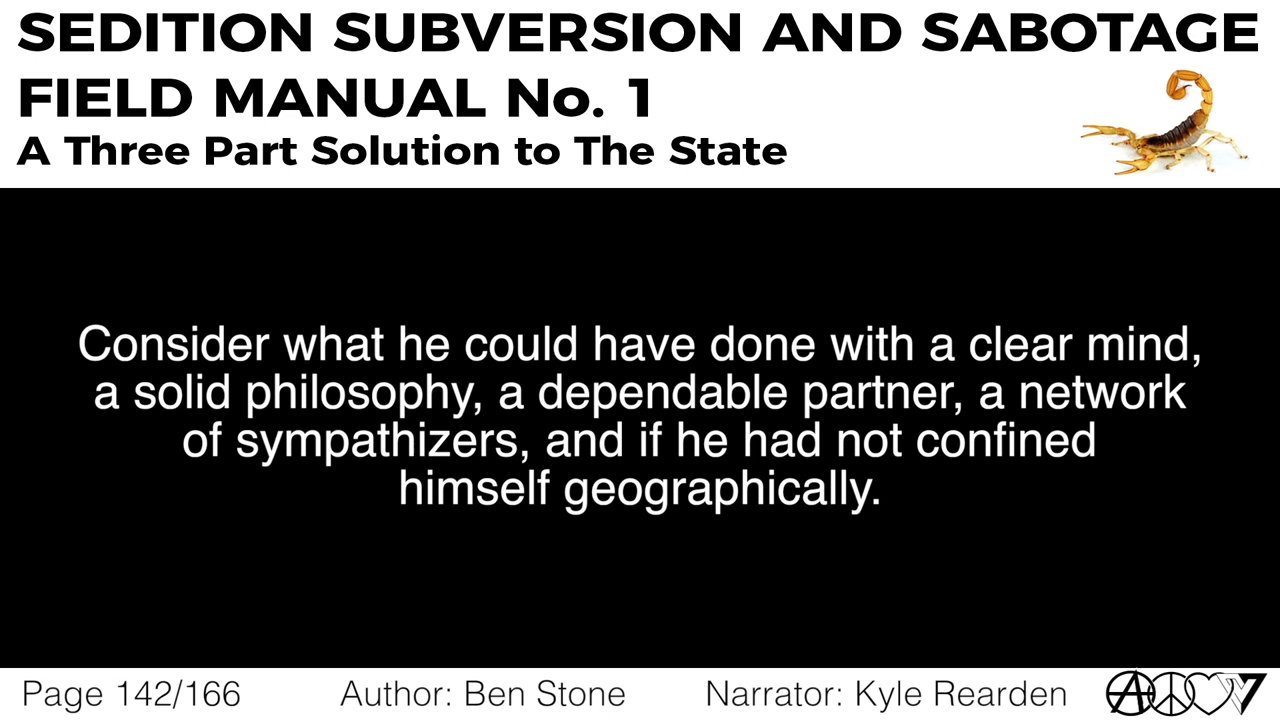 SEDITION SUBVERSION AND SABOTAGE
FIELD MANUAL No. 1
A Three Part Solution to The State
Consider what he could have done with a clear mind,
a solid philosophy, a dependable partner, a network
of sympathizers, and if he had not confined
himself geographically.
Page 142/166 Author: Ben Stone Narrator: Kyle Rearden